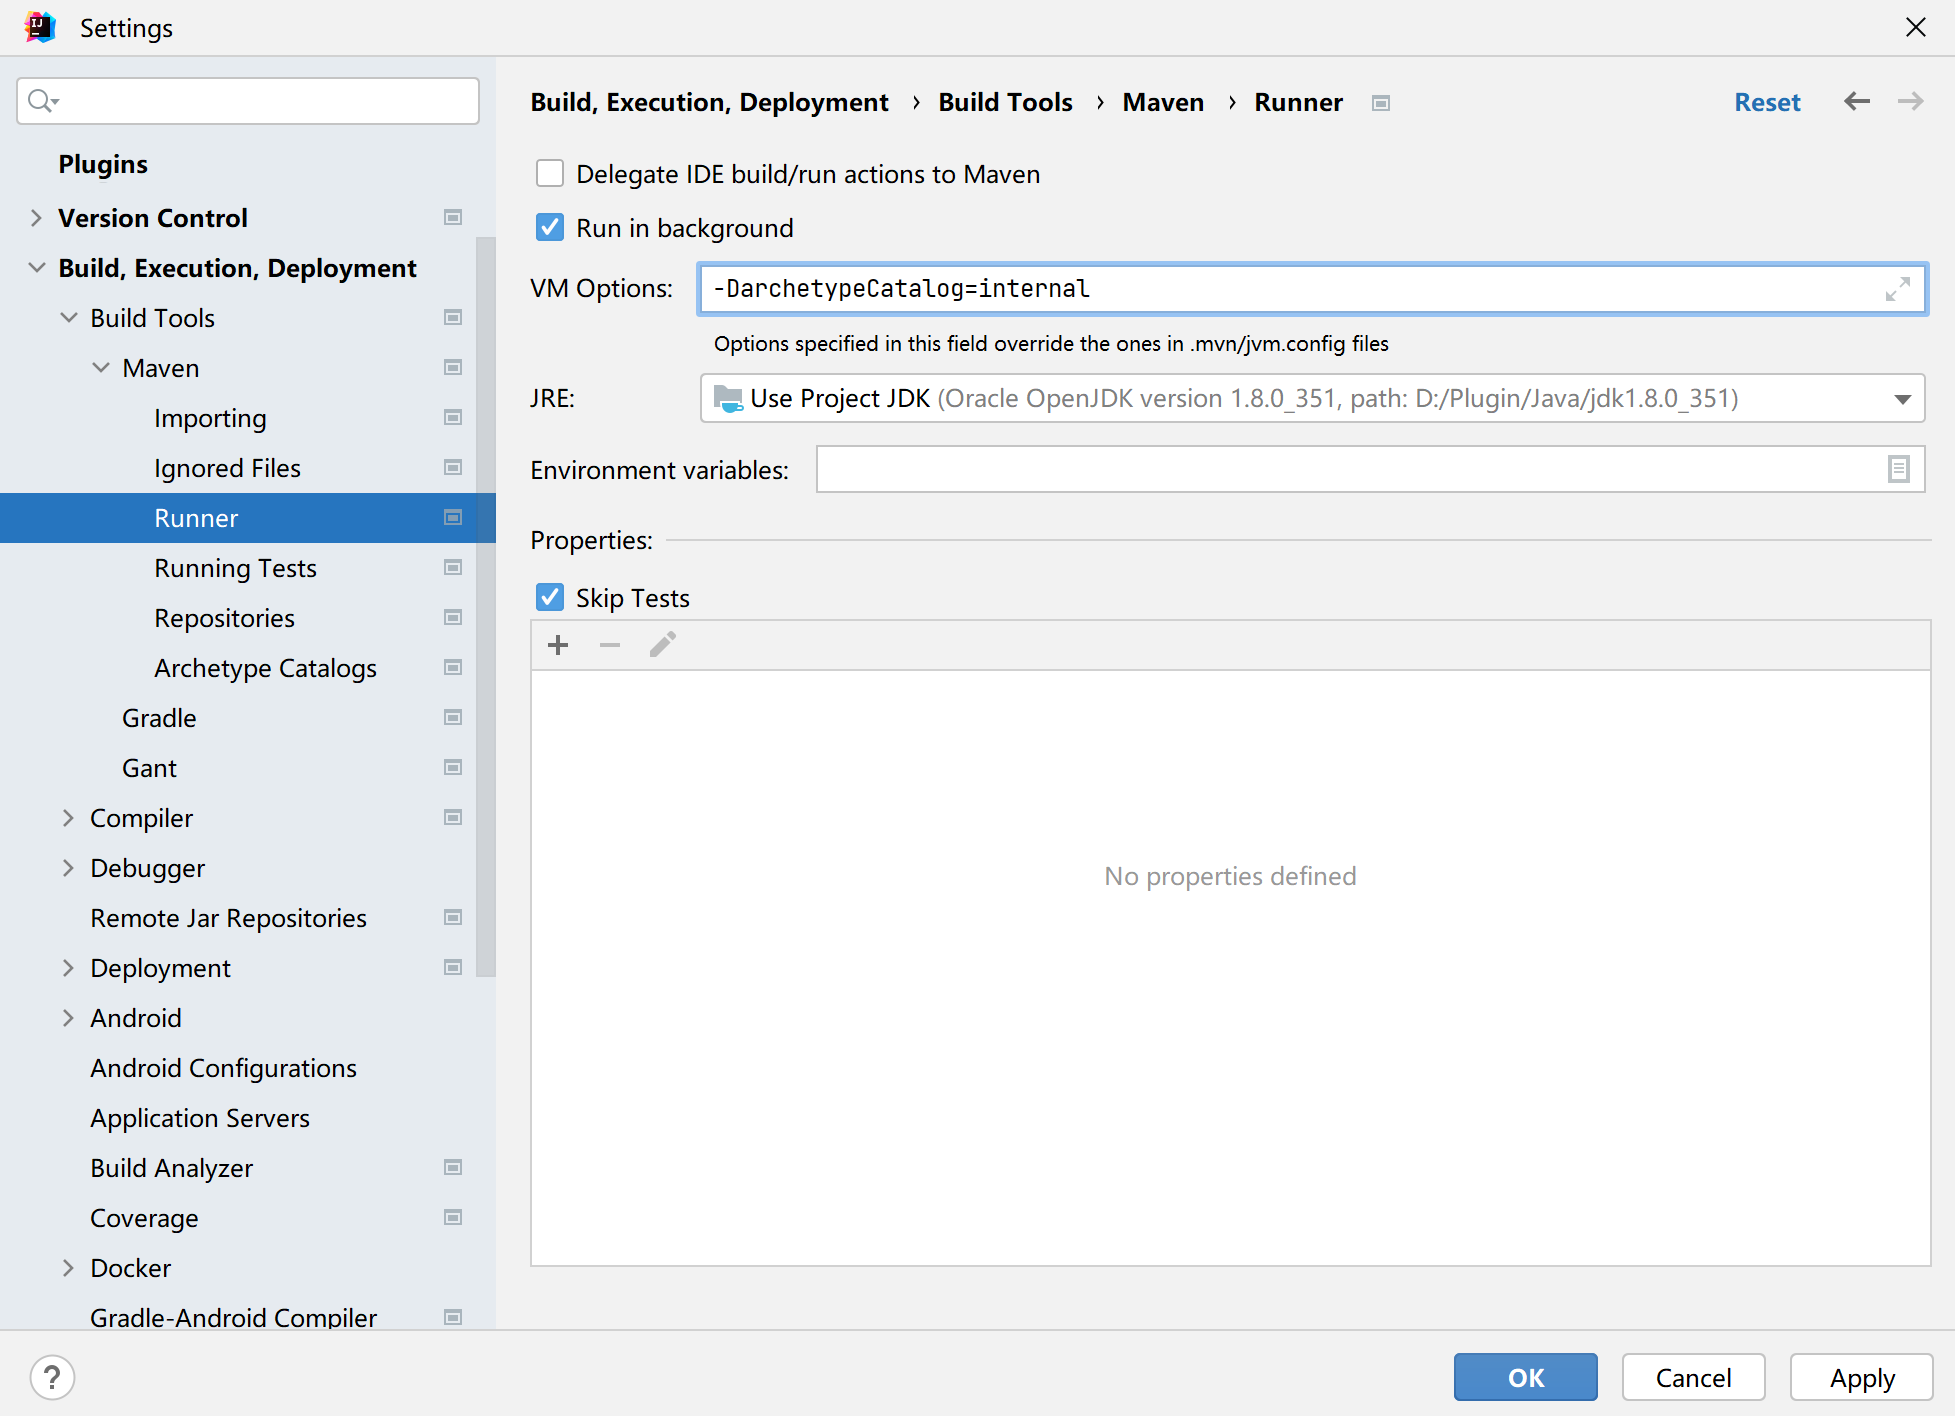 Settings
Plugins
Version Control
Build, Execution, Deployment
Build Tools
Maven
Importing
Ignored Files
Runner
Running Tests
Repositories
Archetype Catalogs
Gradle
Gant
Compiler
Debugger
Remote Jar Repositories
Deployment
Android
Android Configurations
Application Servers
Build Analyzer
Coverage
Docker
Gradle-Android Compiler
Build, Execution, Deployment › Build Tools › Maven › Runner
Reset
Delegate IDE build/run actions to Maven
Run in background
VM Options: -DarchetypeCatalog=internal
Options specified in this field override the ones in .mvn/jvm.config files
JRE: Use Project JDK (Oracle OpenJDK version 1.8.0_351, path: D:/Plugin/Java/jdk1.8.0_351)
Environment variables:
Properties:
Skip Tests
No properties defined
?
OK
Cancel
Apply